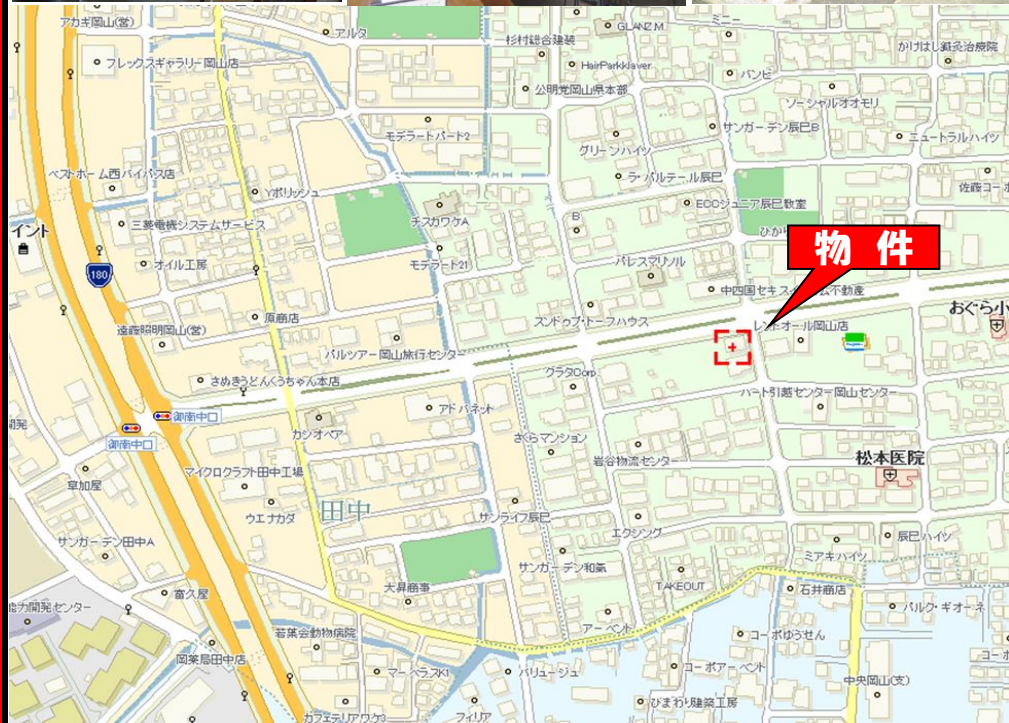 アカギ岡山(営)
アルタ
杉村総合建装
GLANZ M
ミニー
かけはし鍼灸治療院
フレックスギャラリー岡山店
HairParkklaver
バンビ
公明党岡山県本部
ソーシャルオオモリ
モデラートパート2
サンガーデン辰巳B
グリーンハイツ
ニュートラルハイツ
ベストホーム西バイパス店
ラ・パルテール辰巳
佐藤コーポ
Yポリッシュ
ECCジュニア辰巳教室
三菱電機システムサービス
チスカワケA
B
イント
物 件
オイル工房
モデラート21
パレスマリソル
180
中四国セキスイハイム不動産
おぐら小
原商店
スンドゥブ・トーフハウス
レントオール岡山店
遠藤照明岡山(営)
パルツアー岡山旅行センター
グラタCorp.
さぬきうどんくうちゃん本店
ハート引越センター岡山センター
アドバネット
御南中口
カシオペア
さくらマンション
御南中口
開発
岩谷物流センター
松本医院
マイクロクラフト田中工場
草加屋
ウエナカダ
田中
サンライフ辰巳
エクシング
辰巳ハイツ
サンガーデン田中A
ミアキハイツ
サンガーデン和気
大昇商事
TAKEOUT
石井商店
富久屋
能力開発センター
パルク・ギオーネ
アーベント
若葉会動物病院
コーポゆうせん
岡薬局田中店
マーベラスK1
バリュージュ
コーポアーベント
中央岡山(支)
ひまわり建築工房
カフェテリアワケ3
フィリア